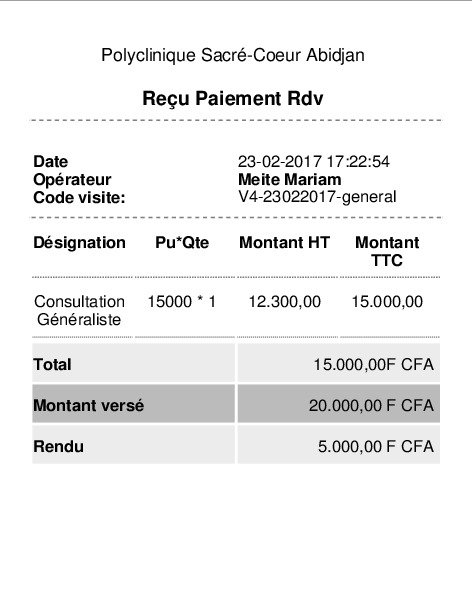 Polyclinique Sacré-Coeur Abidjan
Reçu Paiement Rdv
Date 23-02-2017 17:22:54
Opérateur Meite Mariam
Code visite: V4-23022017-general
Désignation Pu*Qte Montant HT Montant
TTC
Consultation 15000 * 1 12.300,00 15.000,00
Généraliste
Total 15.000,00F CFA
Montant versé 20.000,00 F CFA
Rendu 5.000,00 F CFA